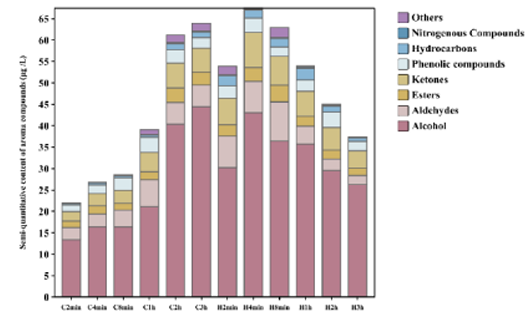 Semi-quantitative content of aroma compounds (μg /L)
65
60
55
50
45
40
35
30
25
20
15
10
5
0
C2min C4min C8min C1h C2h C3h H2min H4min H8min H1h H2h H3h
Others
Nitrogenous Compounds
Hydrocarbons
Phenolic compounds
Ketones
Esters
Aldehydes
Alcohol